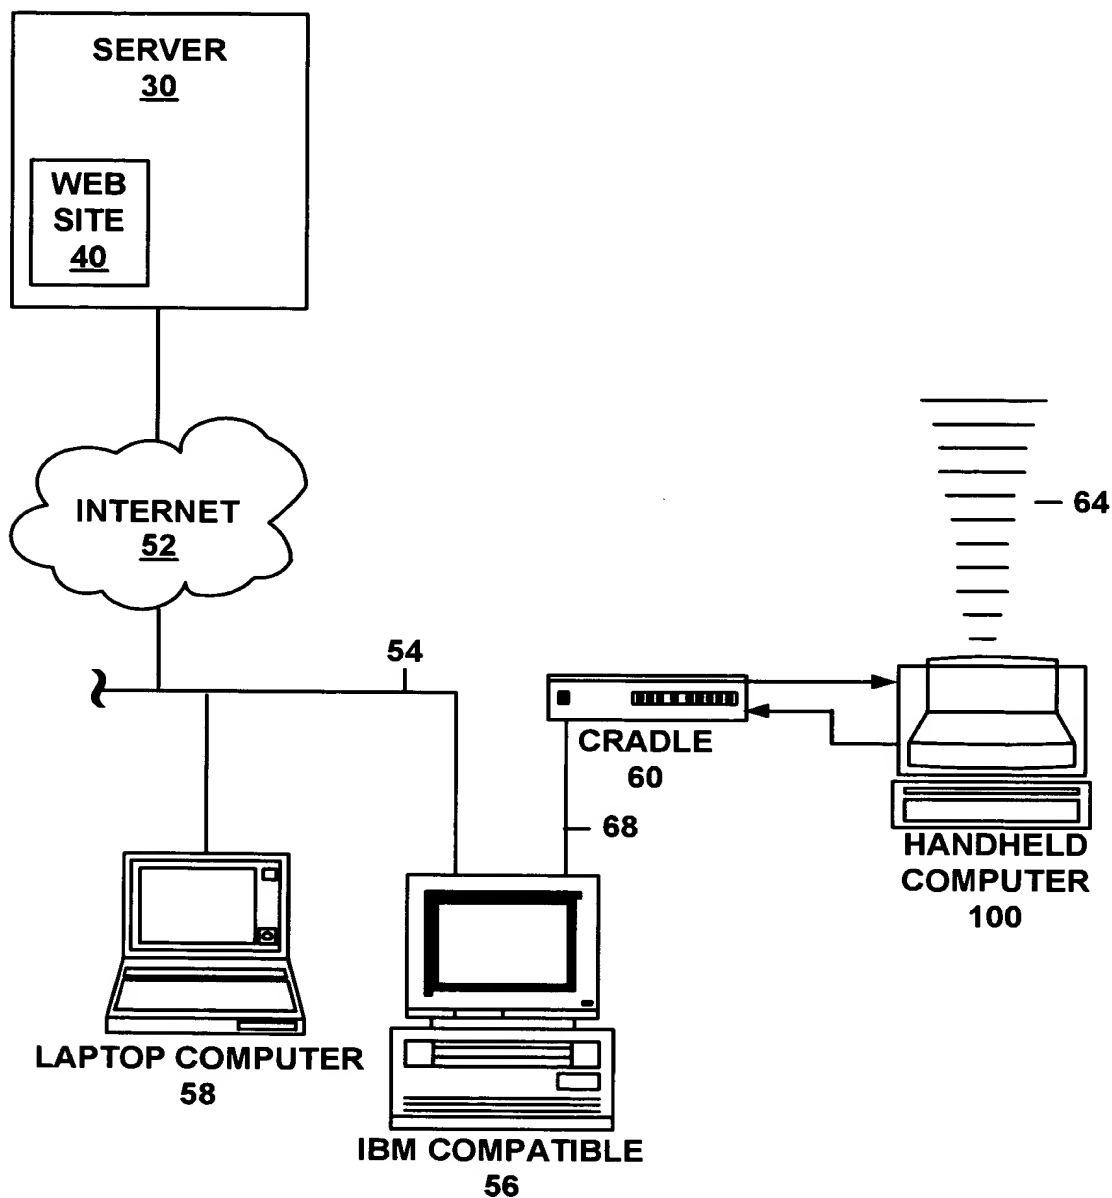 SERVER
30
WEB
SITE
40
INTERNET
52
64
54
CRADLE
60
68
HANDHELD
COMPUTER
100
LAPTOP COMPUTER
58
IBM COMPATIBLE
56